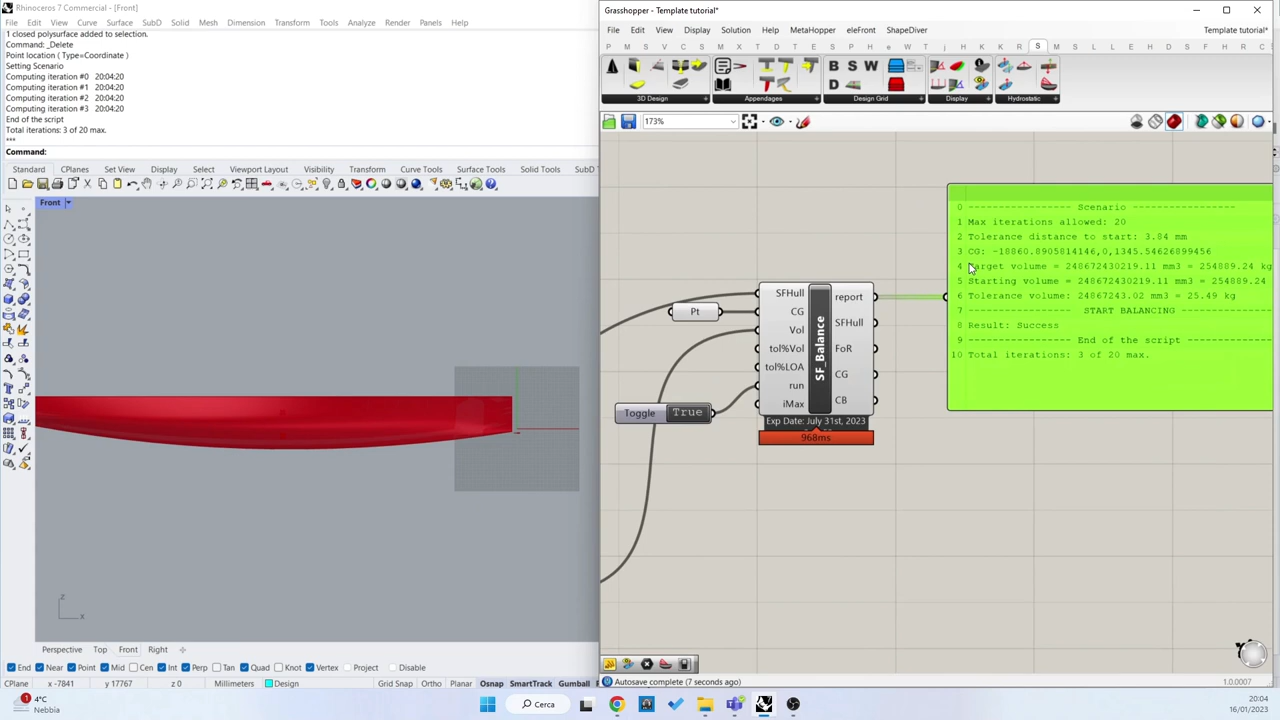 Rhinoceros 7 Commercial - [Front]
File Edit View Curve Surface SubD Solid Mesh Dimension Transform Tools Analyze Render Panels Help
1 closed polysurface added to selection.
Command: _Delete
Point location ( Type=Coordinate )
Setting Scenario
Computing iteration #0 20:04:20
Computing iteration #1 20:04:20
Computing iteration #2 20:04:20
Computing iteration #3 20:04:20
End of the script
Total iterations: 3 of 20 max.
***
Command:
Standard CPlanes Set View Display Select Viewport Layout Visibility Transform Curve Tools Surface Tools Solid Tools SubD T
Front
z
x
Perspective Top Front Right
End Near Point Mid Cen Int Perp Tan Quad Knot Vertex Project Disable
CPlane x -7841 y 17767 z 0 Millimeters Design Grid Snap Ortho Planar Osnap SmartTrack Gumball
Grasshopper - Template tutorial*
File Edit View Display Solution Help MetaHopper eleFront ShapeDiver Template tutorial*
P M S V C S M I T D T E S P D K G E F e W T j H K C K R S M L L E S W P L D F H R C
3D Design Appendages Design Grid Display Hydrostatic
B S W
D
173%
0 ---------------- Scenario ----------------
1 Max iterations allowed: 20
2 Tolerance distance to start: 3.84 mm
3 CG: -18860.8905814146,0,1345.54626899456
4 Target volume = 248672430219.11 mm3 = 254889.24 kg
5 Starting volume = 248672430219.11 mm3 = 254889.24
6 Tolerance volume: 24867243.02 mm3 = 25.49 kg
7 ---------------- START BALANCING ----------------
8 Result: Success
9 ---------------- End of the script ----------------
10 Total iterations: 3 of 20 max.
Pt
Toggle True
SFHull
CG
Vol
tol%Vol
tol%LOA
run
iMax
SF_Balance
report
SFHull
FoR
CG
CB
Exp Date: July 31st, 2023
968ms
Autosave complete (7 seconds ago) 1.0.0007
4°C
Nebbia
Cerca
20:04
16/01/2023